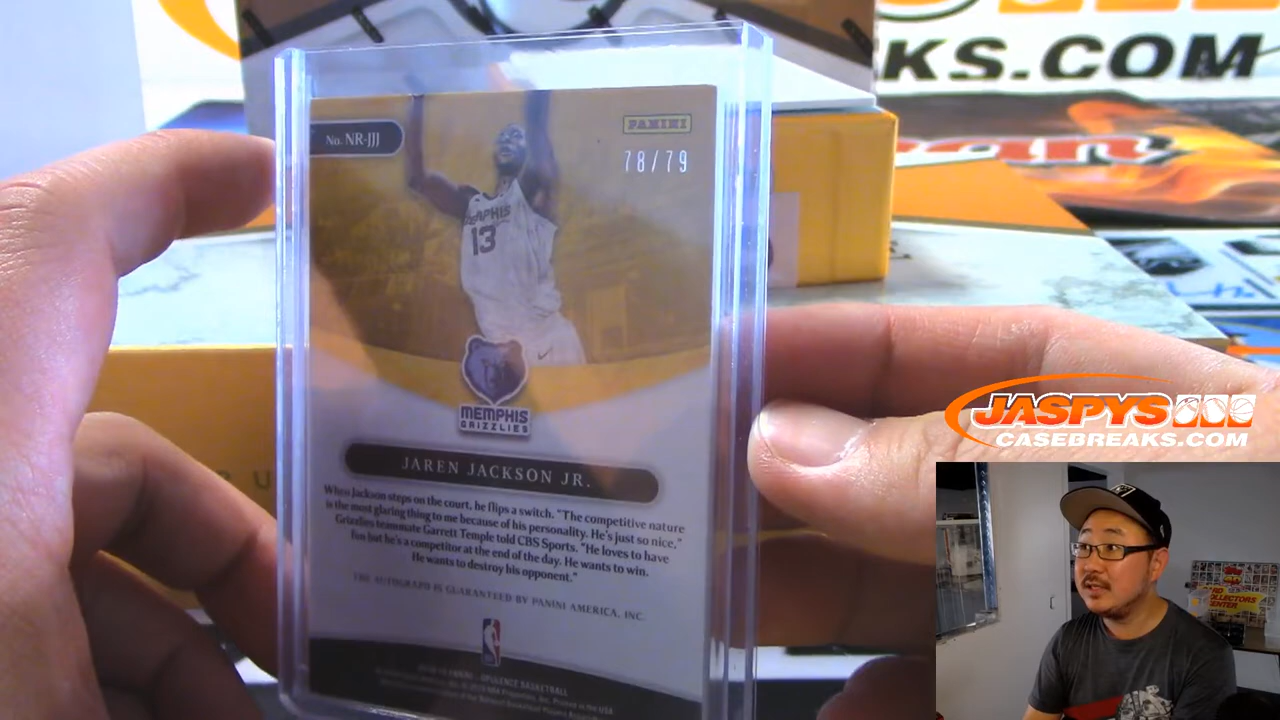 KS.COM
No. NR-JJJ
PANINI
78/79
MEMPHIS
13
MEMPHIS
GRIZZLIES
JAREN JACKSON JR.
When Jackson steps on the court, he flips a switch. "The competitive nature
is the most glaring thing to me because of his personality. He's just so nice,"
Grizzlies teammate Garrett Temple told CBS Sports. "He loves to have
fun but he's a competitor at the end of the day. He wants to win.
He wants to destroy his opponent."
THE AUTOGRAPH IS GUARANTEED BY PANINI AMERICA, INC.
OPULENCE BASKETBALL
JASPYS
CASEBREAKS.COM
COLLECTORS
CENTER